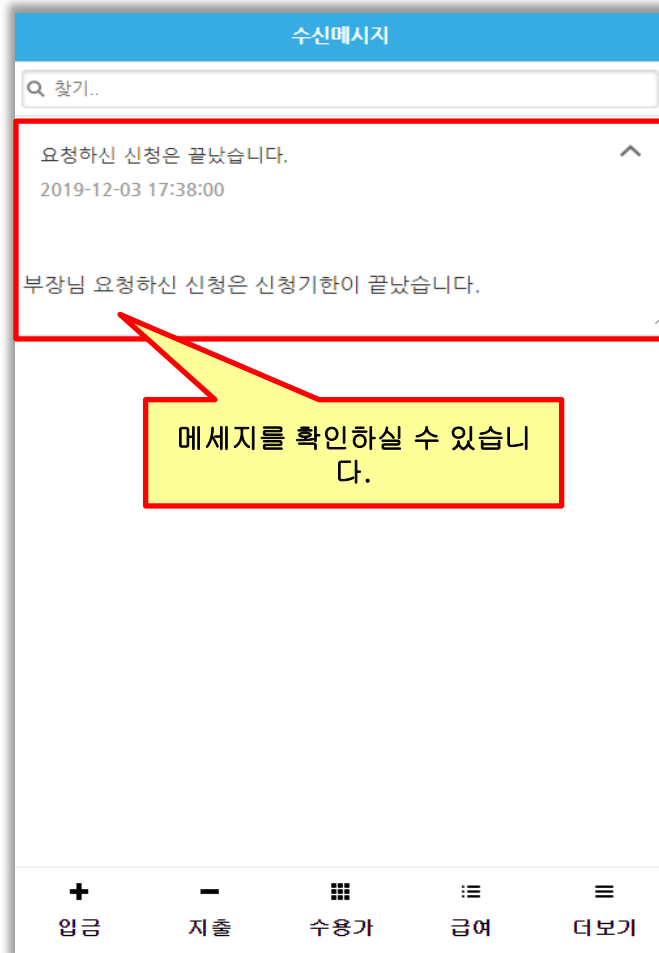 수신메시지
찾기..
요청하신 신청은 끝났습니다.
2019-12-03 17:38:00
부장님 요청하신 신청은 신청기한이 끝났습니다.
메세지를 확인하실 수 있습니
다.
입금 지출 수용가 급여 더보기